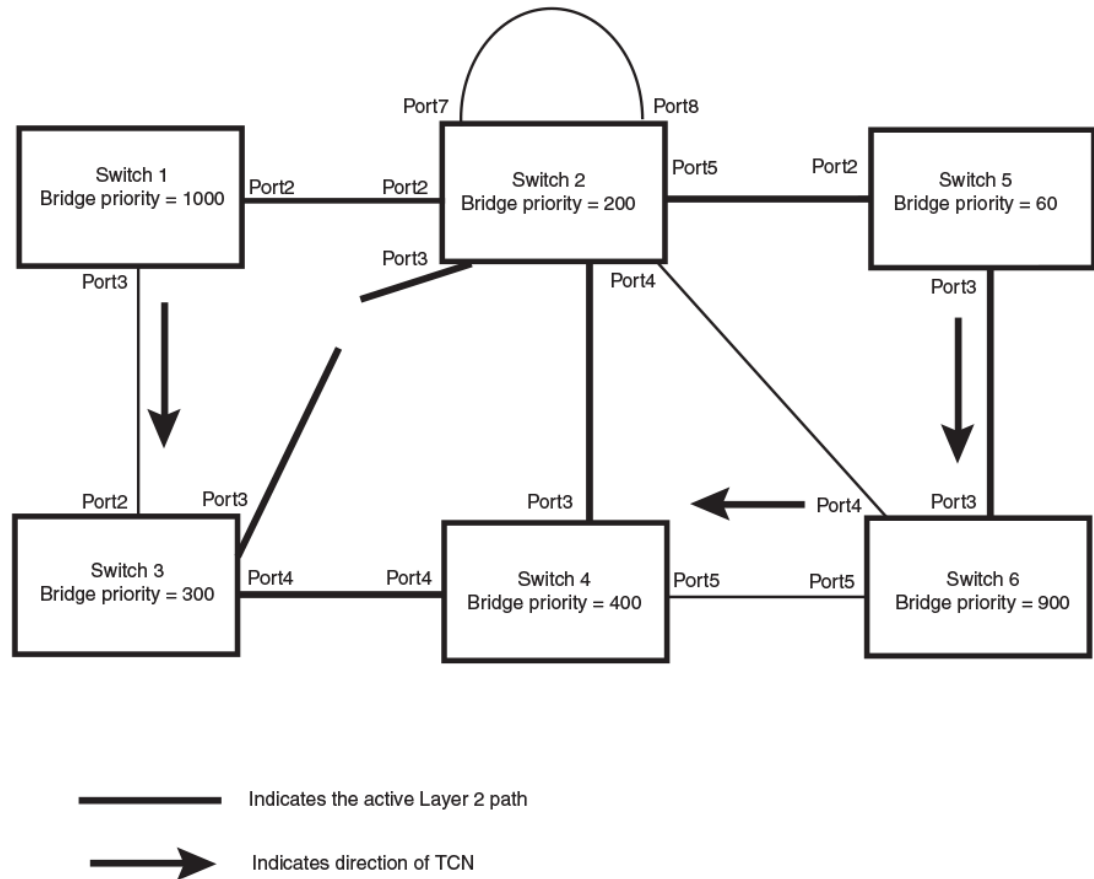 Port7
Port8
Switch 1
Bridge priority = 1000
Port2
Port2
Switch 2
Bridge priority = 200
Port5
Port2
Switch 5
Bridge priority = 60
Port3
Port3
Port4
Port3
Port2
Port3
Port3
Port4
Port3
Switch 3
Bridge priority = 300
Port4
Port4
Switch 4
Bridge priority = 400
Port5
Port5
Switch 6
Bridge priority = 900
Indicates the active Layer 2 path
Indicates direction of TCN